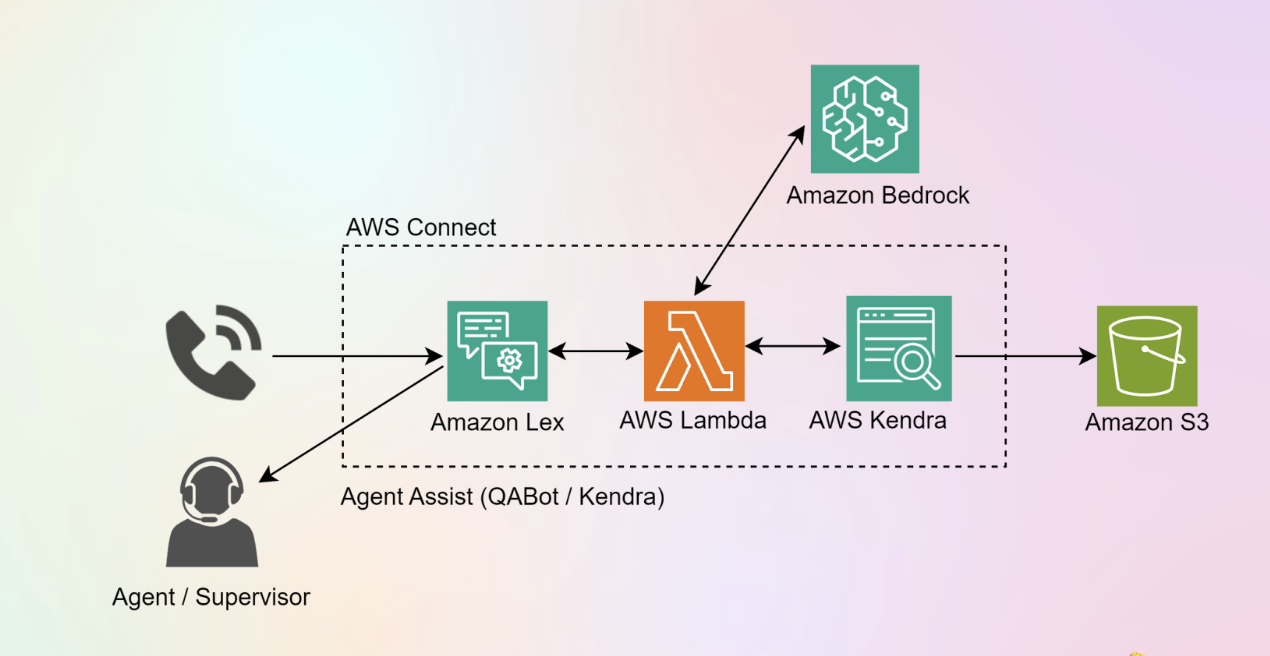 Amazon Bedrock
AWS Connect
Amazon Lex
AWS Lambda
AWS Kendra
Amazon S3
Agent Assist (QABot / Kendra)
Agent / Supervisor